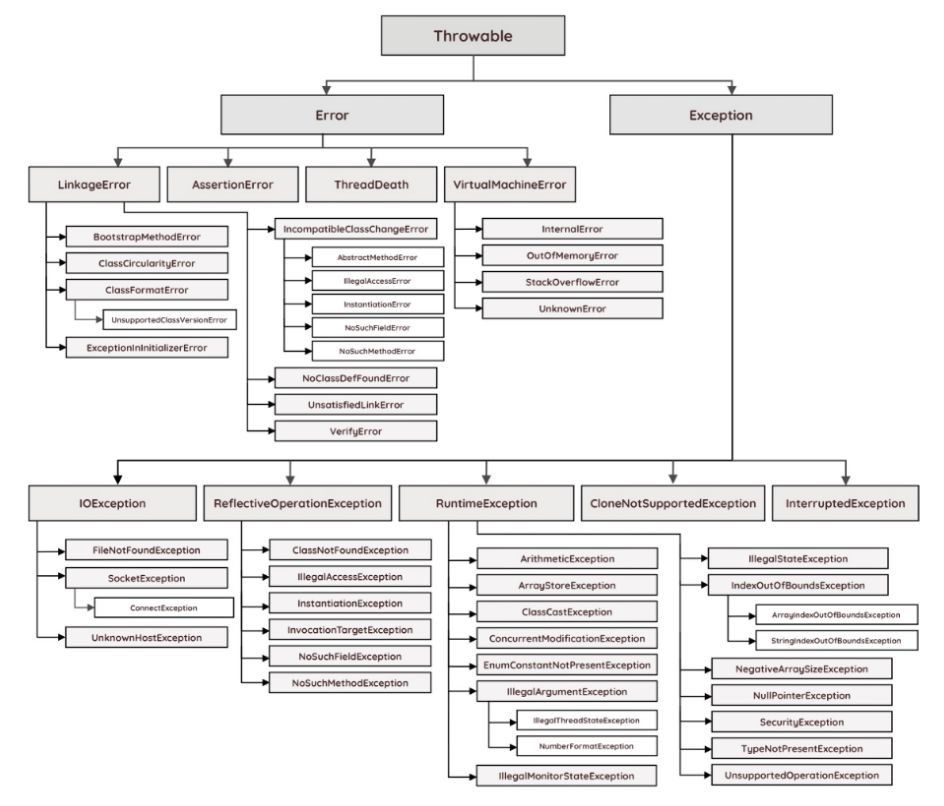 Throwable
Error
Exception
LinkageError
AssertionError
ThreadDeath
VirtualMachineError
BootstrapMethodError
ClassCircularityError
ClassFormatError
UnsupportedClassVersionError
ExceptionInInitializerError
IncompatibleClassChangeError
AbstractMethodError
IllegalAccessError
InstantiationError
NoSuchFieldError
NoSuchMethodError
NoClassDefFoundError
UnsatisfiedLinkError
VerifyError
InternalError
OutOfMemoryError
StackOverflowError
UnknownError
IOException
ReflectiveOperationException
RuntimeException
CloneNotSupportedException
InterruptedException
FileNotFoundException
SocketException
ConnectException
UnknownHostException
ClassNotFoundException
IllegalAccessException
InstantiationException
InvocationTargetException
NoSuchFieldException
NoSuchMethodException
ArithmeticException
ArrayStoreException
ClassCastException
ConcurrentModificationException
EnumConstantNotPresentException
IllegalArgumentException
IllegalThreadStateException
NumberFormatException
IllegalMonitorStateException
IllegalStateException
IndexOutOfBoundsException
ArrayIndexOutOfBoundsException
StringIndexOutOfBoundsException
NegativeArraySizeException
NullPointerException
SecurityException
TypeNotPresentException
UnsupportedOperationException